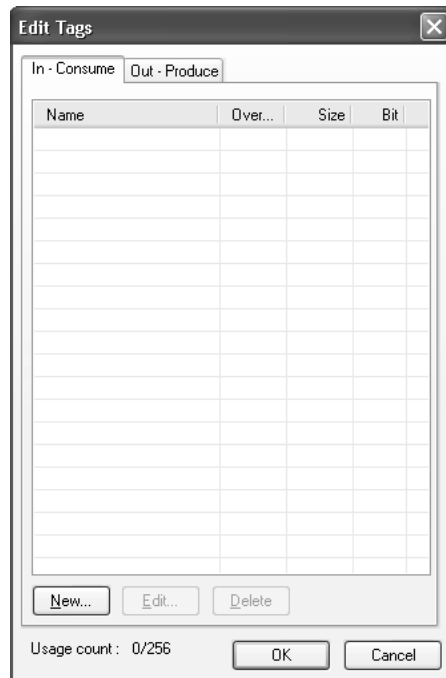 Edit Tags
In - Consume Out - Produce
Name Over... Size Bit
New... Edit... Delete
Usage count : 0/256 OK Cancel